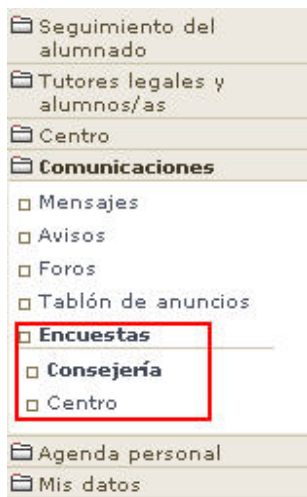 Seguimiento del
alumnado
Tutores legales y
alumnos/as
Centro
Comunicaciones
Mensajes
Avisos
Foros
Tablón de anuncios
Encuestas
Consejería
Centro
Agenda personal
Mis datos